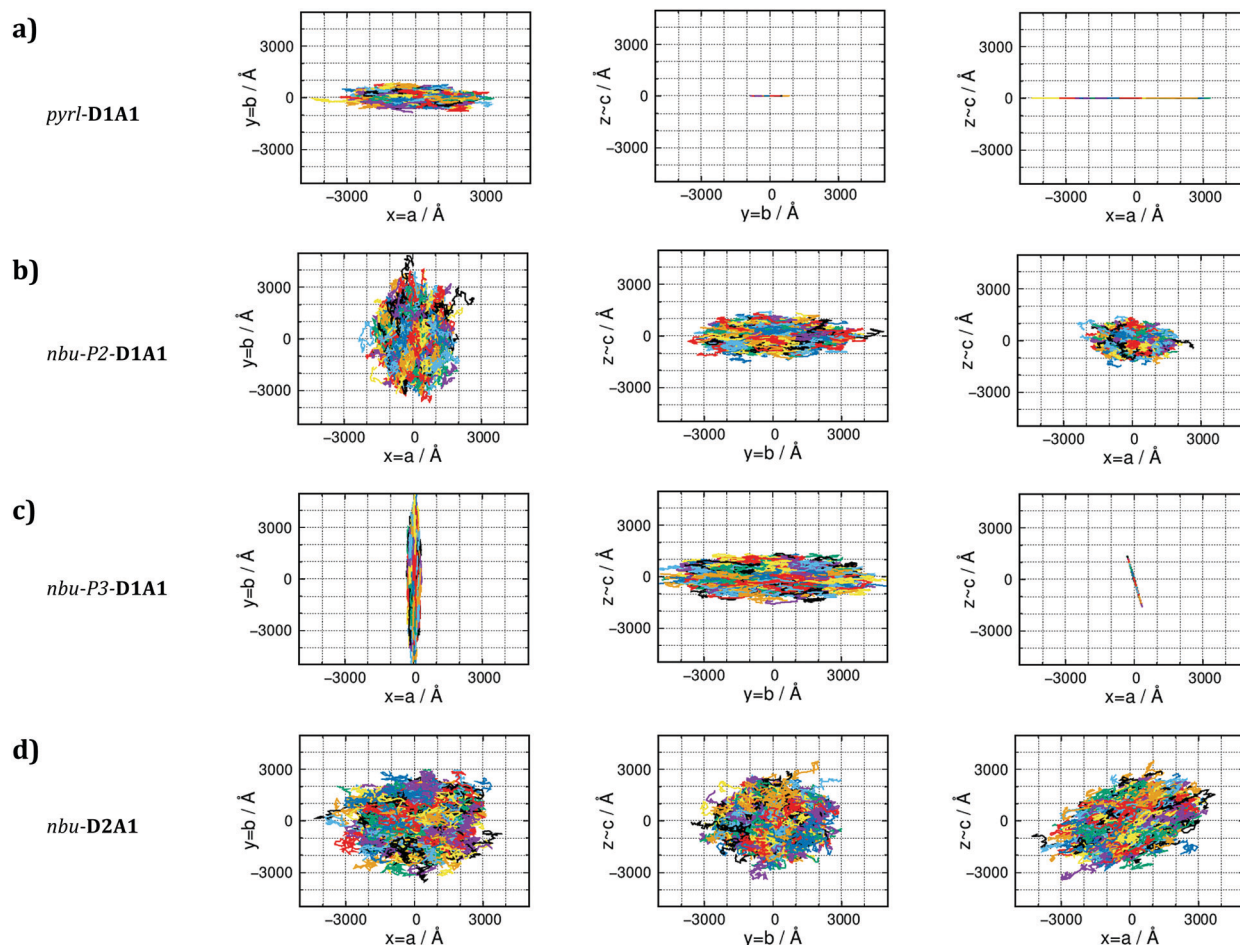 a)
pyrl-D1A1
3000
0
−3000
y=b / Å
−3000 0 3000
x=a / Å
3000
0
−3000
z~c / Å
−3000 0 3000
y=b / Å
3000
0
−3000
z~c / Å
−3000 0 3000
x=a / Å
b)
nbu-P2-D1A1
3000
0
−3000
y=b / Å
−3000 0 3000
x=a / Å
3000
0
−3000
z~c / Å
−3000 0 3000
y=b / Å
3000
0
−3000
z~c / Å
−3000 0 3000
x=a / Å
c)
nbu-P3-D1A1
3000
0
−3000
y=b / Å
−3000 0 3000
x=a / Å
3000
0
−3000
z~c / Å
−3000 0 3000
y=b / Å
3000
0
−3000
z~c / Å
−3000 0 3000
x=a / Å
d)
nbu-D2A1
3000
0
−3000
y=b / Å
−3000 0 3000
x=a / Å
3000
0
−3000
z~c / Å
−3000 0 3000
y=b / Å
3000
0
−3000
z~c / Å
−3000 0 3000
x=a / Å